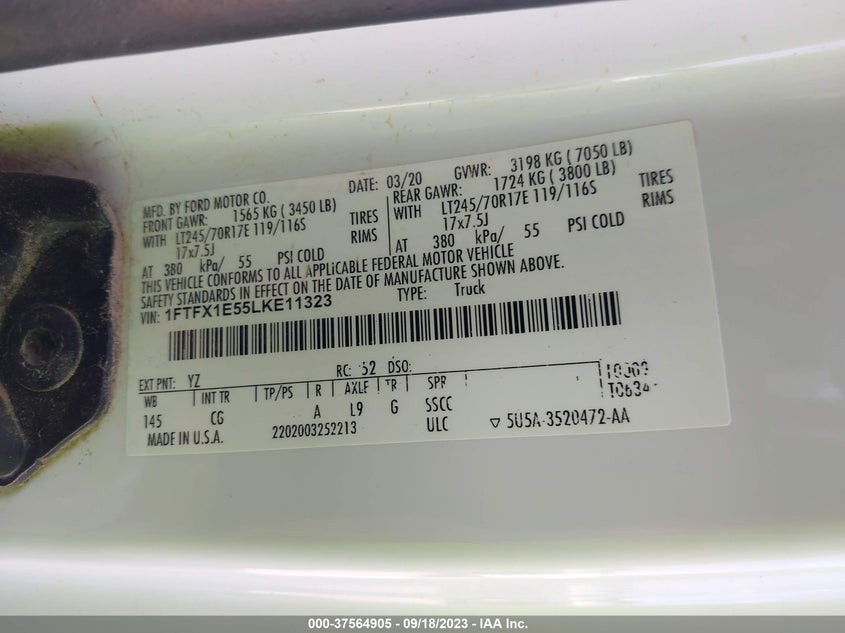 MFD. BY FORD MOTOR CO.
DATE: 03/20 GVWR: 3198 KG ( 7050 LB)
FRONT GAWR: 1565 KG ( 3450 LB)
REAR GAWR: 1724 KG ( 3800 LB)
WITH LT245/70R17E 119/116S TIRES
WITH LT245/70R17E 119/116S TIRES
17x7.5J RIMS
17x7.5J RIMS
AT 380 kPa/ 55 PSI COLD
AT 380 kPa/ 55 PSI COLD
THIS VEHICLE CONFORMS TO ALL APPLICABLE FEDERAL MOTOR VEHICLE
SAFETY STANDARDS IN EFFECT ON THE DATE OF MANUFACTURE SHOWN ABOVE.
VIN: 1FTFX1E55LKE11323 TYPE: Truck
EXT PNT: YZ RC: 52 DSO:
WB INT TR TP/PS R AXLE TR SPR
145 CG A L9 G SSCC
MADE IN U.S.A. 2202003252213 ULC ▽ 5U5A-3520472-AA
000-37564905 - 09/18/2023 - IAA Inc.